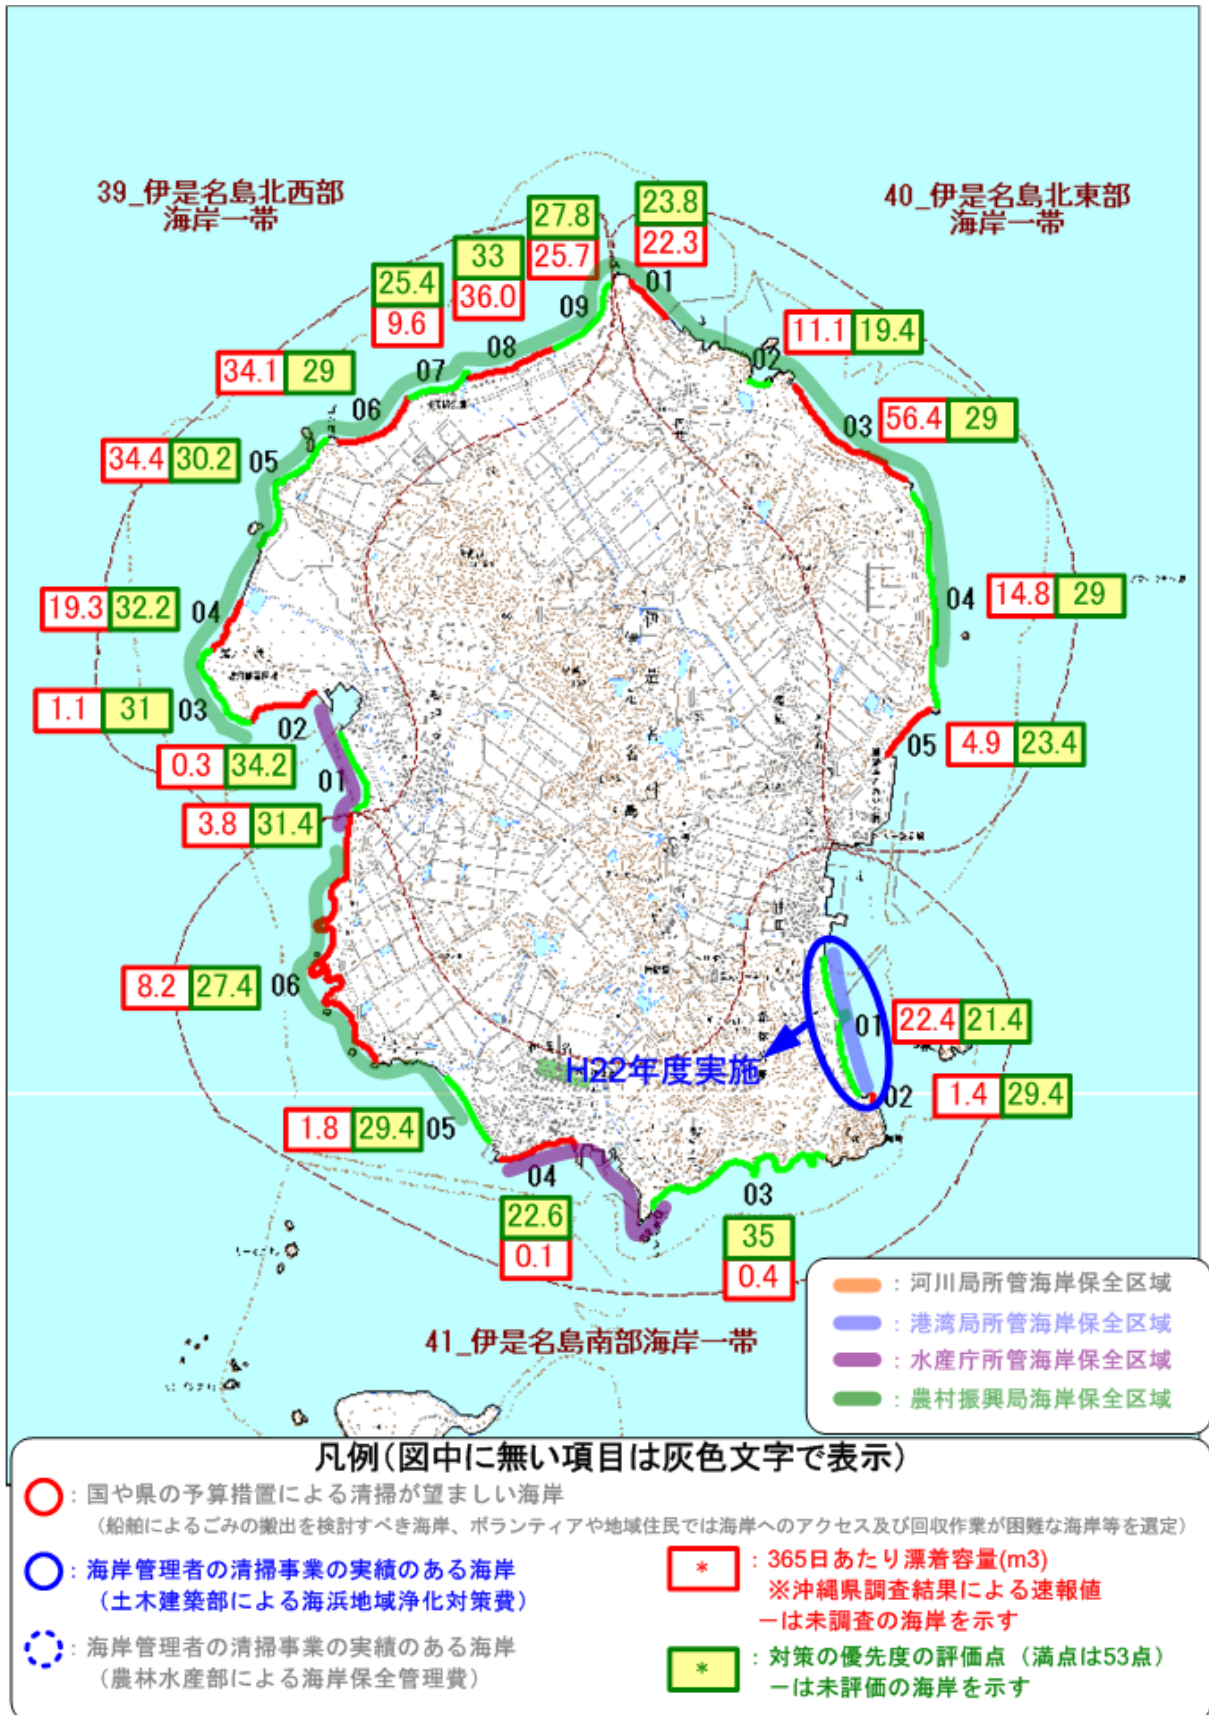 39_伊是名島北西部
海岸一帯
40_伊是名島北東部
海岸一帯
27.8
25.7
23.8
22.3
33
36.0
25.4
9.6
01
09
11.1 19.4
02
08
34.1 29
07
06
03
56.4 29
34.4 30.2
05
19.3 32.2
04
04
14.8 29
1.1 31
03
02
05
4.9 23.4
0.3 34.2
01
3.8 31.4
伊是名村
8.2 27.4
06
01
22.4 21.4
H22年度実施
02
1.4 29.4
1.8 29.4
05
04
22.6
0.1
03
35
0.4
41_伊是名島南部海岸一帯
:河川局所管海岸保全区域
:港湾局所管海岸保全区域
:水産庁所管海岸保全区域
:農村振興局海岸保全区域
凡例(図中に無い項目は灰色文字で表示)
:国や県の予算措置による清掃が望ましい海岸
(船舶によるごみの搬出を検討すべき海岸、ボランティアや地域住民では海岸へのアクセス及び回収作業が困難な海岸等を選定)
:海岸管理者の清掃事業の実績のある海岸
(土木建築部による海浜地域浄化対策費)
:海岸管理者の清掃事業の実績のある海岸
(農林水産部による海岸保全管理費)
*
:365日あたり漂着容量(m3)
※沖縄県調査結果による速報値
ーは未調査の海岸を示す
*
:対策の優先度の評価点(満点は53点)
ーは未評価の海岸を示す